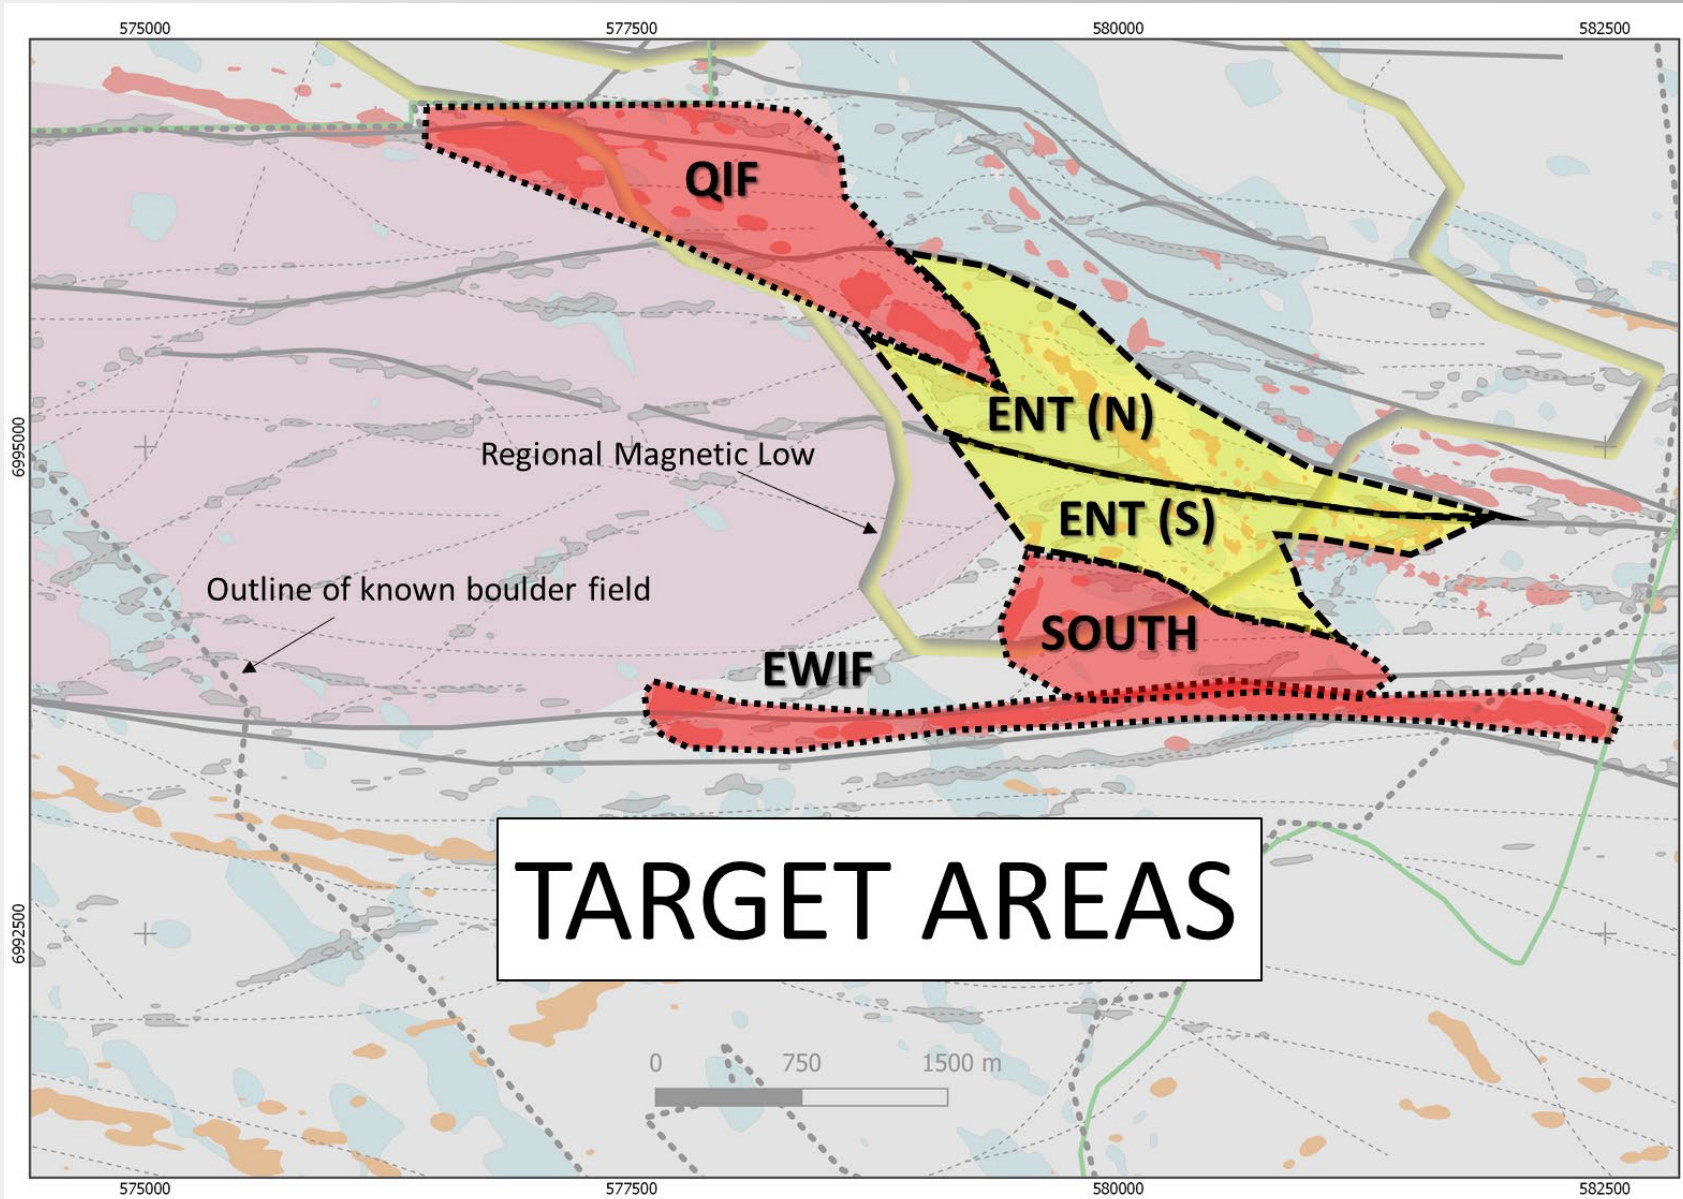 575000
577500
580000
582500
QIF
ENT (N)
6995000
Regional Magnetic Low
ENT (S)
Outline of known boulder field
SOUTH
EWIF
TARGET AREAS
6992500
0 750 1500 m
575000
577500
580000
582500